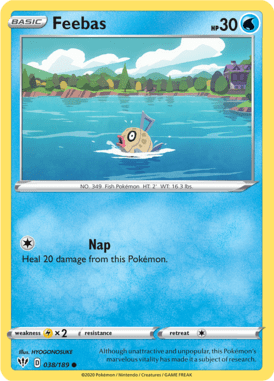 BASIC Feebas HP 30
NO. 349 Fish Pokémon HT. 2' WT. 16.3 lbs.
Nap
Heal 20 damage from this Pokémon.
weakness ×2 resistance retreat
Illus. HYOGONOSUKE
D 038/189
Although unattractive and unpopular, this Pokémon's
marvelous vitality has made it a subject of research.
©2020 Pokémon / Nintendo / Creatures / GAME FREAK